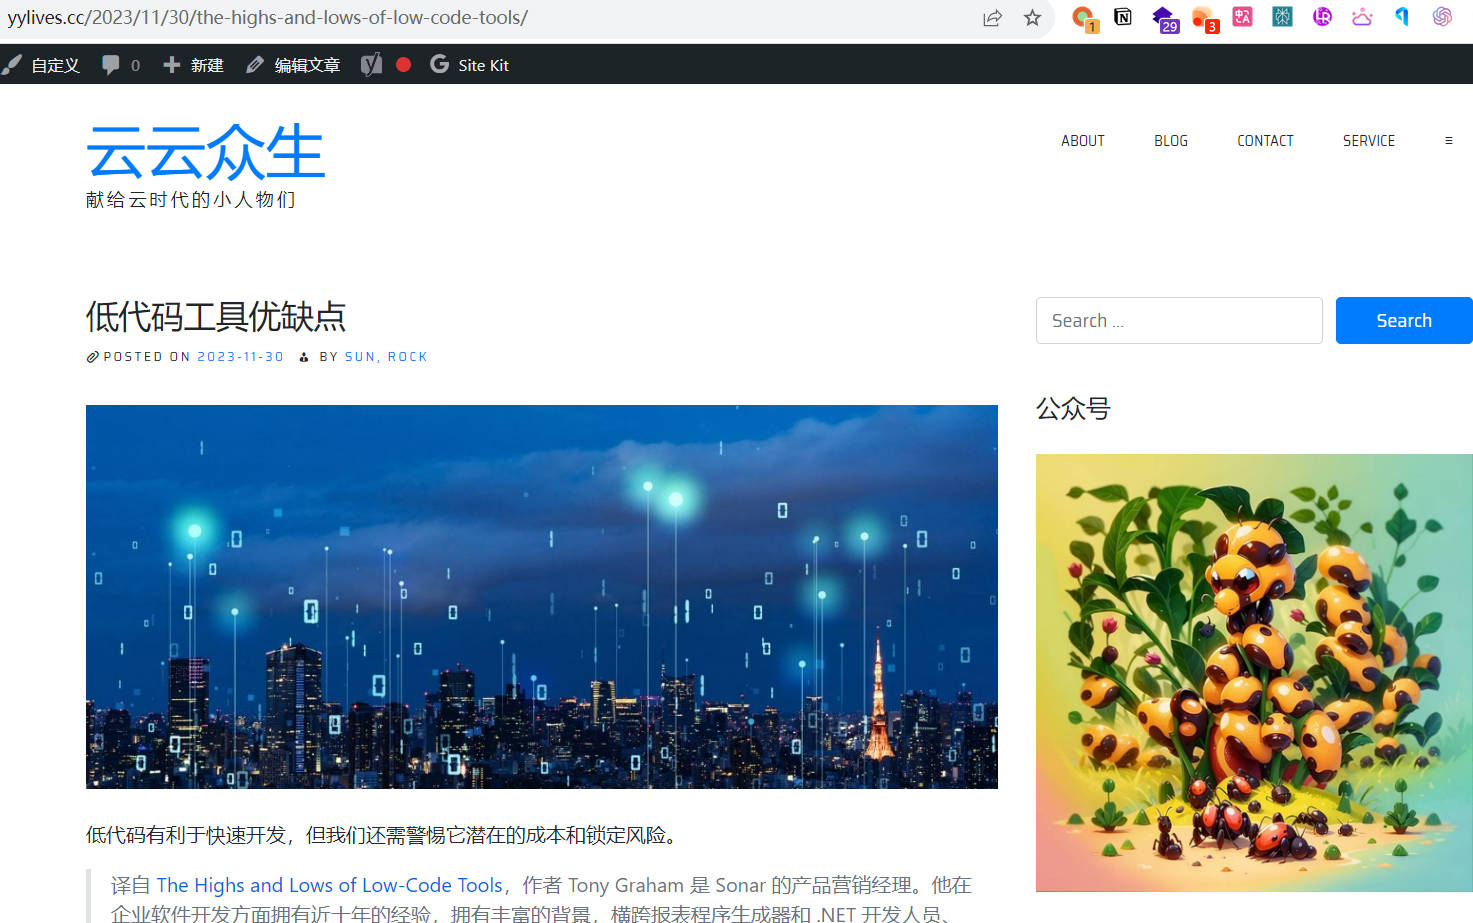 yylives.cc/2023/11/30/the-highs-and-lows-of-low-code-tools/
1
29
3
自定义
0
新建
编辑文章
Site Kit
云云众生
献给云时代的小人物们
ABOUT
BLOG
CONTACT
SERVICE
≡
低代码工具优缺点
POSTED ON 2023-11-30 BY SUN, ROCK
Search ...
Search
公众号
低代码有利于快速开发，但我们还需警惕它潜在的成本和锁定风险。
译自 The Highs and Lows of Low-Code Tools，作者 Tony Graham 是 Sonar 的产品营销经理。他在
企业软件开发方面拥有近十年的经验，拥有丰富的背景，横跨报表程序生成器和 .NET 开发人员、